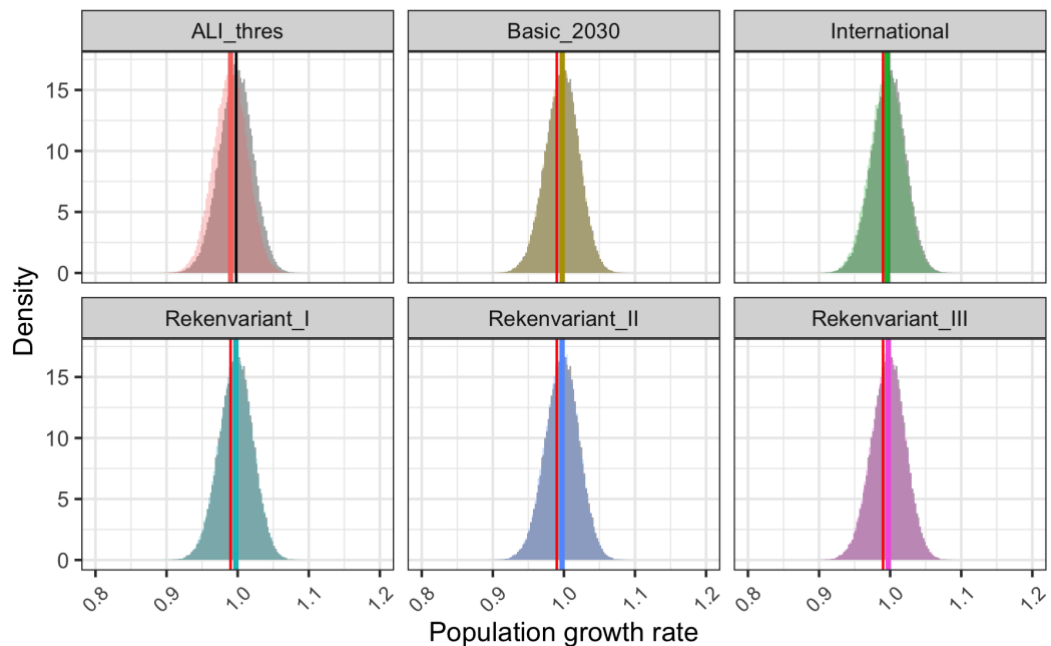 ALI_thres Basic_2030 International
15
10
5
0
Rekenvariant_I Rekenvariant_II Rekenvariant_III
15
10
5
0
0.8 0.9 1.0 1.1 1.2 0.8 0.9 1.0 1.1 1.2 0.8 0.9 1.0 1.1 1.2
Population growth rate
Density